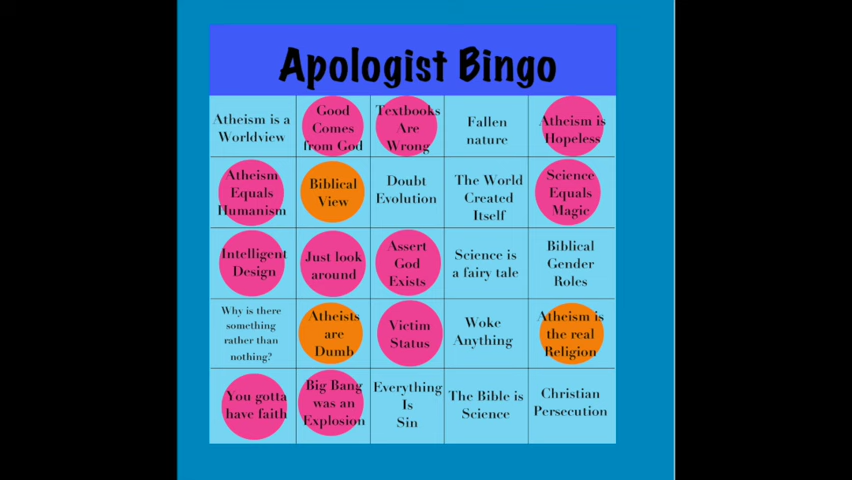 Apologist Bingo
Atheism is a
Worldview
Good
Comes
from God
Textbooks
Are
Wrong
Fallen
nature
Atheism is
Hopeless
Atheism
Equals
Humanism
Biblical
View
Doubt
Evolution
The World
Created
Itself
Science
Equals
Magic
Intelligent
Design
Just look
around
Assert
God
Exists
Science is
a fairy tale
Biblical
Gender
Roles
Why is there
something
rather than
nothing?
Atheists
are
Dumb
Victim
Status
Woke
Anything
Atheism is
the real
Religion
You gotta
have faith
Big Bang
was an
Explosion
Everything
Is
Sin
The Bible is
Science
Christian
Persecution